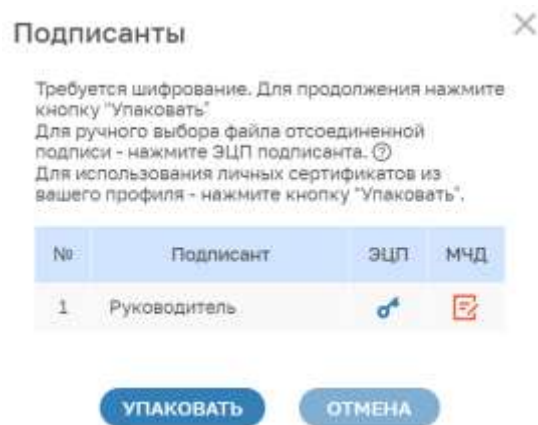 Подписанты
Требуется шифрование. Для продолжения нажмите
кнопку "Упаковать"
Для ручного выбора файла отсоединенной
подписи - нажмите ЭЦП подписанта. ?
Для использования личных сертификатов из
вашего профиля - нажмите кнопку "Упаковать".
№ Подписант ЭЦП МЧД
1 Руководитель
УПАКОВАТЬ ОТМЕНА